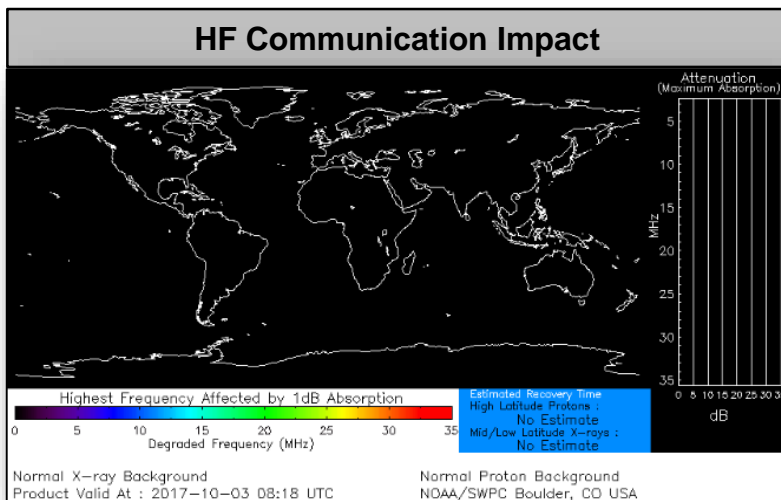 HF Communication Impact
Attenuation
(Maximum Absorption)
5
10
15
20
25
30
35
MHz
0 5 10 15 20 25 30
dB
Highest Frequency Affected by 1dB Absorption
0 5 10 15 20 25 30 35
Degraded Frequency (MHz)
Estimated Recovery Time
High Latitude Protons :
No Estimate
Mid/Low Latitude X-rays :
No Estimate
Normal X-ray Background
Product Valid At : 2017-10-03 08:18 UTC
Normal Proton Background
NOAA/SWPC Boulder, CO USA